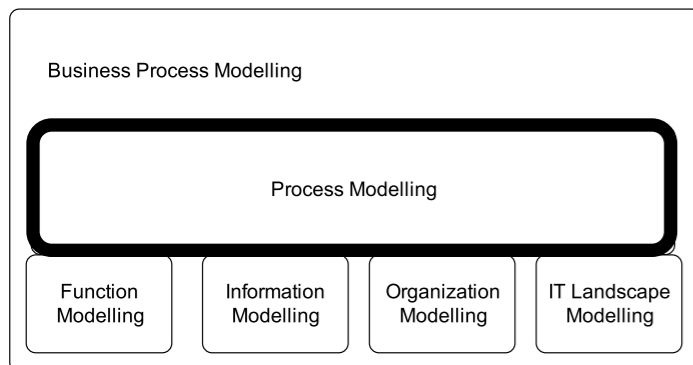 Business Process Modelling
Process Modelling
Function
Modelling
Information
Modelling
Organization
Modelling
IT Landscape
Modelling